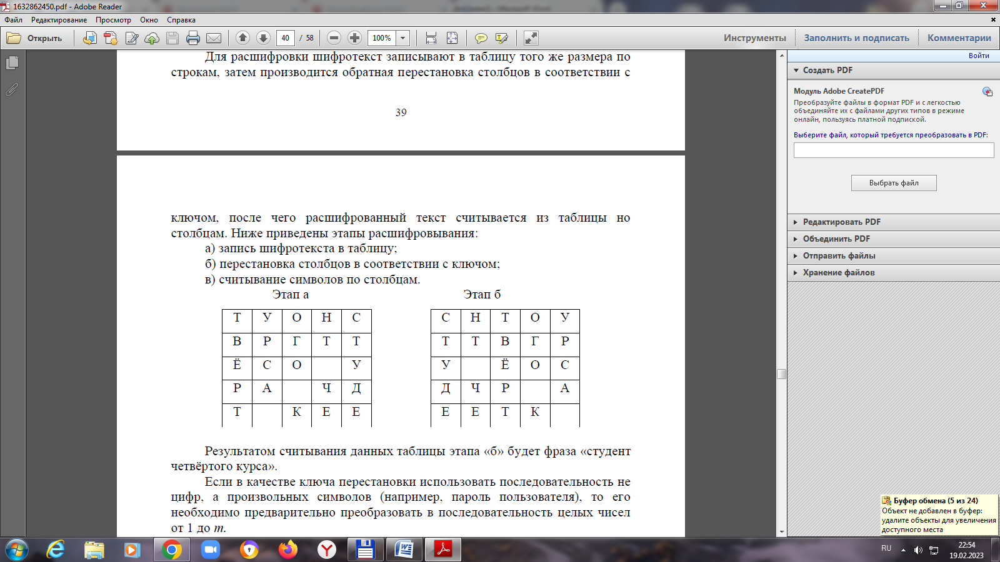 1632862450.pdf - Adobe Reader
Файл Редактирование Просмотр Окно Справка
Открыть 40 / 58 100% Инструменты Заполнить и подписать Комментарии
Для расшифровки шифротекст записывают в таблицу того же размера по
строкам, затем производится обратная перестановка столбцов в соответствии с
39
ключом, после чего расшифрованный текст считывается из таблицы но
столбцам. Ниже приведены этапы расшифровывания:
а) запись шифротекста в таблицу;
б) перестановка столбцов в соответствии с ключом;
в) считывание символов по столбцам.
Этап а Этап б
Т У О Н С С Н Т О У
В Р Г Т Т Т Т В Г Р
Ё С О У У Ё О С
Р А Ч Д Д Ч Р А
Т К Е Е Е Е Т К
Результатом считывания данных таблицы этапа «б» будет фраза «студент
четвёртого курса».
Если в качестве ключа перестановки использовать последовательность не
цифр, а произвольных символов (например, пароль пользователя), то его
необходимо предварительно преобразовать в последовательность целых чисел
от 1 до m.
Войти
Создать PDF
Модуль Adobe CreatePDF
Преобразуйте файлы в формат PDF и с легкостью
объединяйте их с файлами других типов в режиме
онлайн, пользуясь платной подпиской.
Выберите файл, который требуется преобразовать в PDF:
Выбрать файл
Редактировать PDF
Объединить PDF
Отправить файлы
Хранение файлов
Буфер обмена (5 из 24)
Объект не добавлен в буфер:
удалите объекты для увеличения
доступного места
RU 22:54
19.02.2023